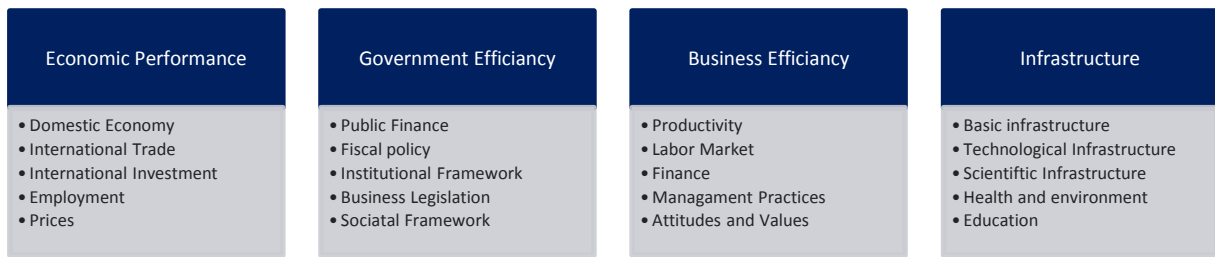 Economic Performance
• Domestic Economy
• International Trade
• International Investment
• Employment
• Prices
Government Efficiancy
• Public Finance
• Fiscal policy
• Institutional Framework
• Business Legislation
• Sociatal Framework
Business Efficiancy
• Productivity
• Labor Market
• Finance
• Managament Practices
• Attitudes and Values
Infrastructure
• Basic infrastructure
• Technological Infrastructure
• Scientiftic Infrastructure
• Health and environment
• Education